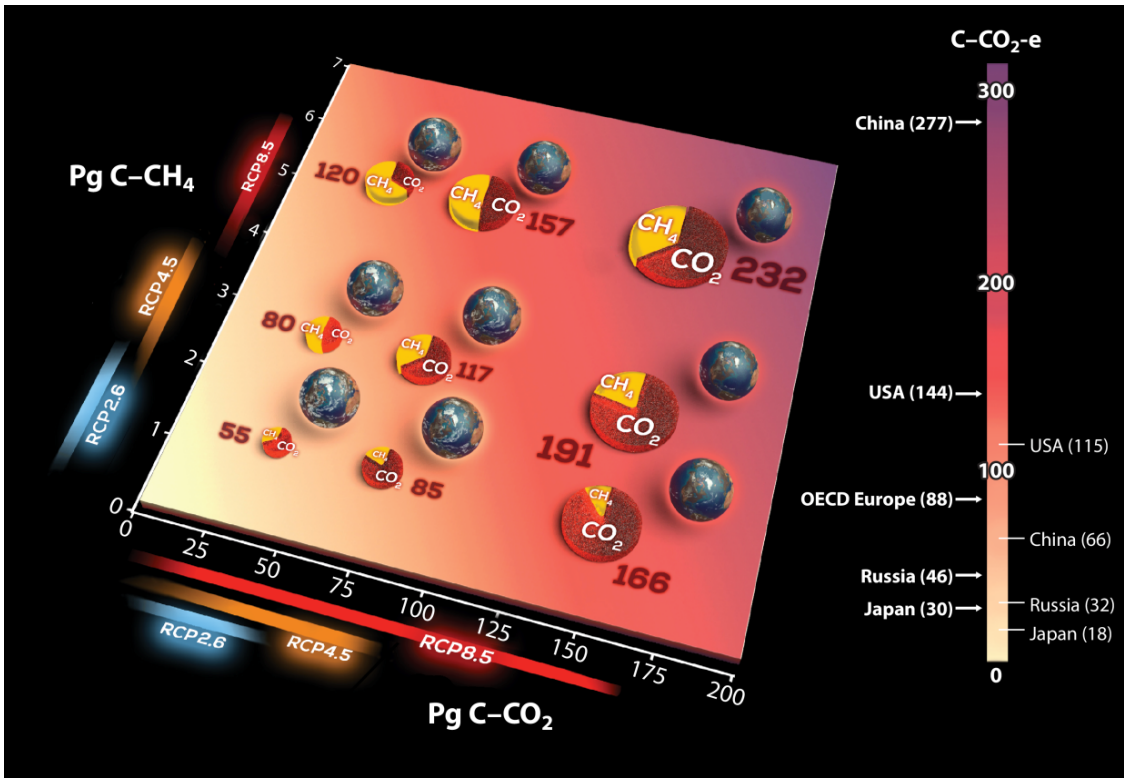 C–CO₂-e
300
200
100
0
China (277)
USA (144)
OECD Europe (88)
Russia (46)
Japan (30)
USA (115)
China (66)
Russia (32)
Japan (18)
Pg C–CH₄
RCP8.5
RCP4.5
RCP2.6
7
6
5
4
3
2
1
0
120
CH₄
CO₂
CH₄
CO₂
157
CH₄
CO₂
232
80
CH₄
CO₂
CH₄
CO₂
117
CH₄
CO₂
191
55
CH₄
CO₂
CH₄
CO₂
85
CH₄
CO₂
166
0
25
50
75
100
125
150
175
200
RCP2.6
RCP4.5
RCP8.5
Pg C–CO₂